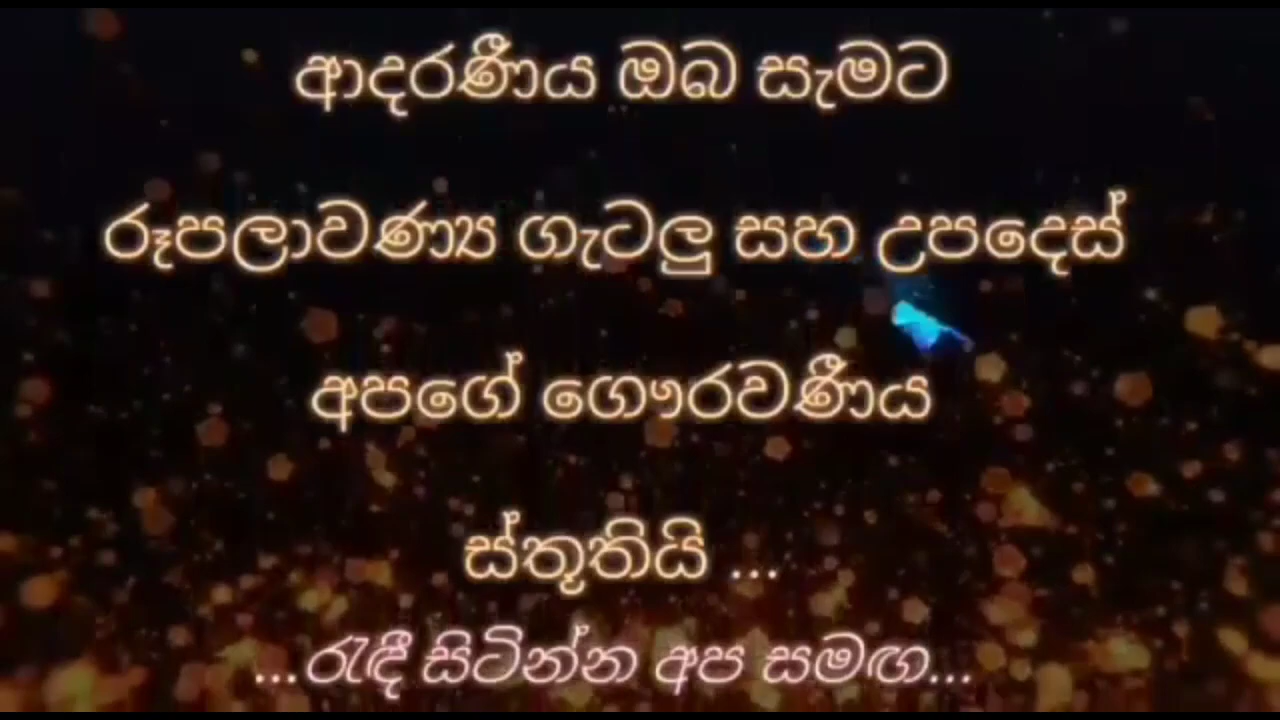 ආදරණීය ඔබ සැමට
රූපලාවණ්‍ය ගැටලු සහ උපදෙස්
අපගේ ගෞරවණීය
ස්තූතියි ...
...රැඳී සිටින්න අප සමඟ...